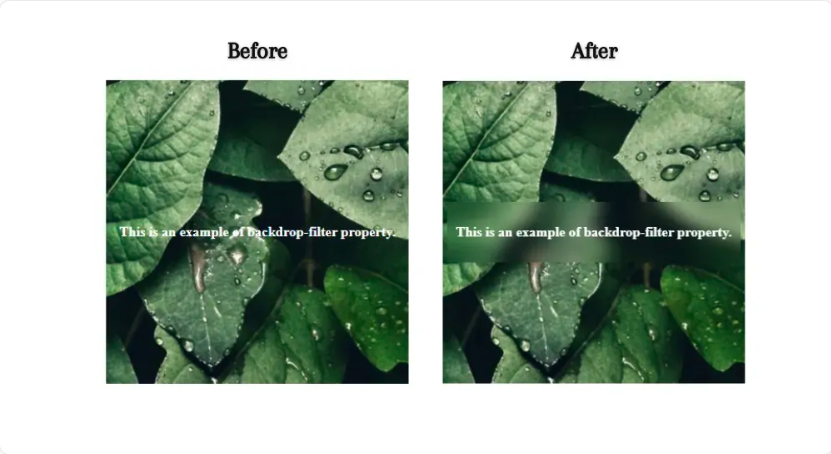 Before
After
This is an example of backdrop-filter property.
This is an example of backdrop-filter property.